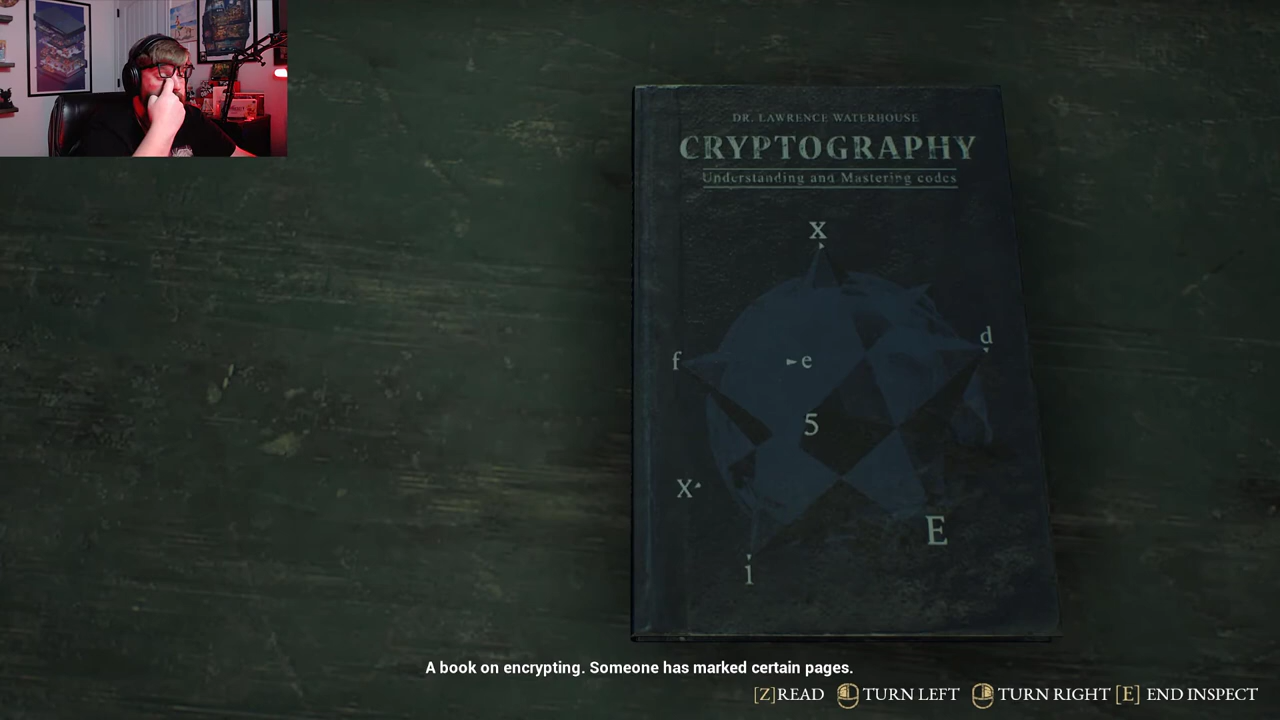 DR. LAWRENCE WATERHOUSE
CRYPTOGRAPHY
Understanding and Mastering codes
x
d
f
e
5
X
E
i
A book on encrypting. Someone has marked certain pages.
[Z]READ TURN LEFT TURN RIGHT [E] END INSPECT